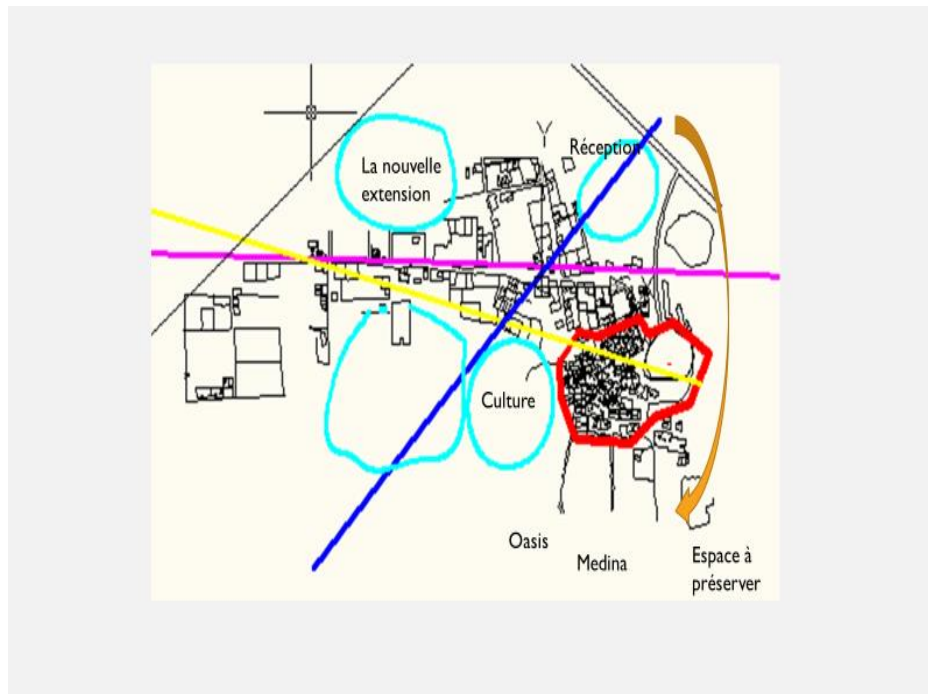 Réception
La nouvelle
extension
Culture
Oasis
Medina
Espace à
préserver